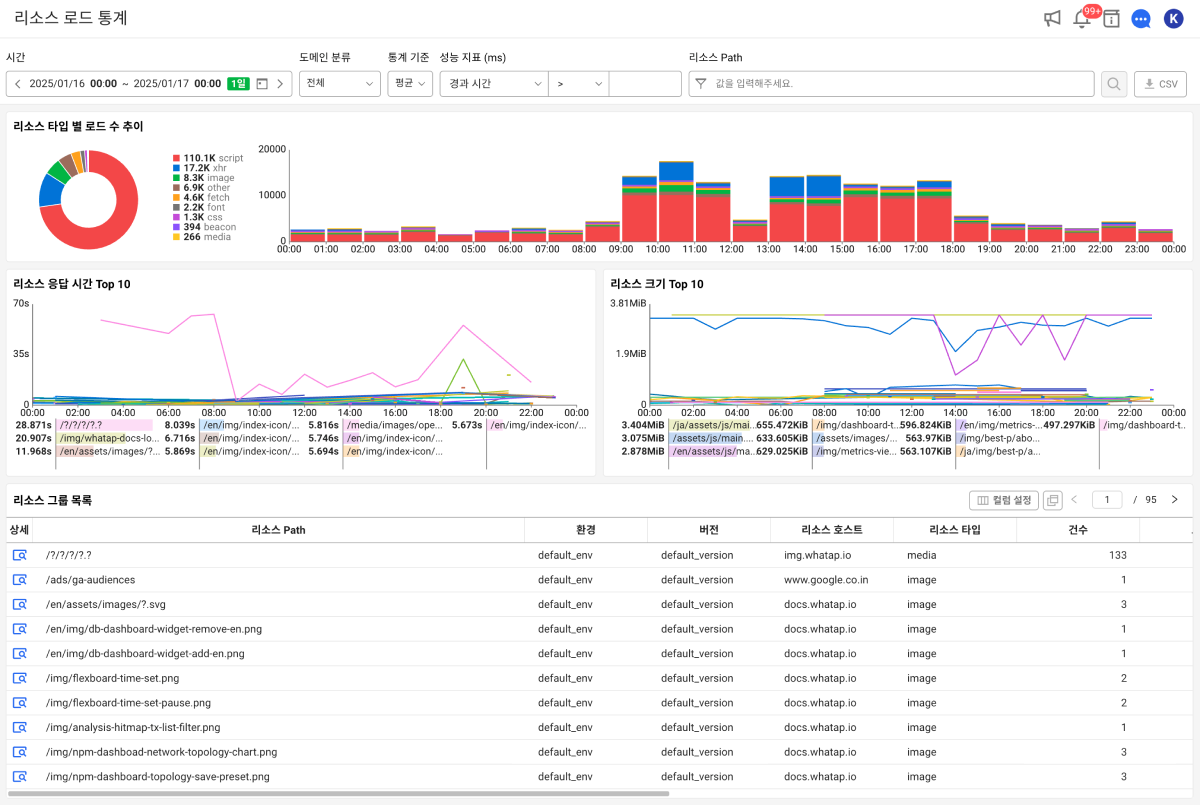 리소스 로드 통계
99+
K
시간 도메인 분류 통계 기준 성능 지표 (ms) 리소스 Path
2025/01/16 00:00 ~ 2025/01/17 00:00 1일 전체 평균 경과 시간 > 값을 입력해주세요. CSV
리소스 타입 별 로드 수 추이
110.1K script
17.2K xhr
8.3K image
6.9K other
4.6K fetch
2.2K font
1.3K css
394 beacon
266 media
20000
10000
0
00:00 01:00 02:00 03:00 04:00 05:00 06:00 07:00 08:00 09:00 10:00 11:00 12:00 13:00 14:00 15:00 16:00 17:00 18:00 19:00 20:00 21:00 22:00 23:00 00:00
리소스 응답 시간 Top 10
70s
35s
0
00:00 02:00 04:00 06:00 08:00 10:00 12:00 14:00 16:00 18:00 20:00 22:00 00:00
28.871s /?/?/?/?.? 8.039s /en/img/index-icon/... 5.816s /media/images/ope... 5.673s /en/img/index-icon/...
20.907s /img/whatap-docs-lo... 6.716s /en/img/index-icon/... 5.746s /en/img/index-icon/...
11.968s /en/assets/images/?... 5.869s /en/img/index-icon/... 5.694s /en/img/index-icon/...
리소스 크기 Top 10
3.81MiB
1.9MiB
0
00:00 02:00 04:00 06:00 08:00 10:00 12:00 14:00 16:00 18:00 20:00 22:00 00:00
3.404MiB /ja/assets/js/mai... 655.472KiB /img/dashboard-t... 596.824KiB /en/img/metrics-... 497.297KiB /img/dashboard-t...
3.075MiB /assets/js/main.... 633.605KiB /assets/images/... 563.97KiB /img/best-p/abo...
2.878MiB /en/assets/js/ma... 629.025KiB /img/metrics-vie... 563.107KiB /ja/img/best-p/a...
리소스 그룹 목록 컬럼 설정 1 / 95
상세 리소스 Path 환경 버전 리소스 호스트 리소스 타입 건수
/?/?/?/?.? default_env default_version img.whatap.io media 133
/ads/ga-audiences default_env default_version www.google.co.in image 1
/en/assets/images/?.svg default_env default_version docs.whatap.io image 3
/en/img/db-dashboard-widget-remove-en.png default_env default_version docs.whatap.io image 1
/en/img/db-dashboard-widget-add-en.png default_env default_version docs.whatap.io image 1
/img/flexboard-time-set.png default_env default_version docs.whatap.io image 2
/img/flexboard-time-set-pause.png default_env default_version docs.whatap.io image 2
/img/analysis-hitmap-tx-list-filter.png default_env default_version docs.whatap.io image 1
/img/npm-dashboad-network-topology-chart.png default_env default_version docs.whatap.io image 3
/img/npm-dashboard-topology-save-preset.png default_env default_version docs.whatap.io image 3